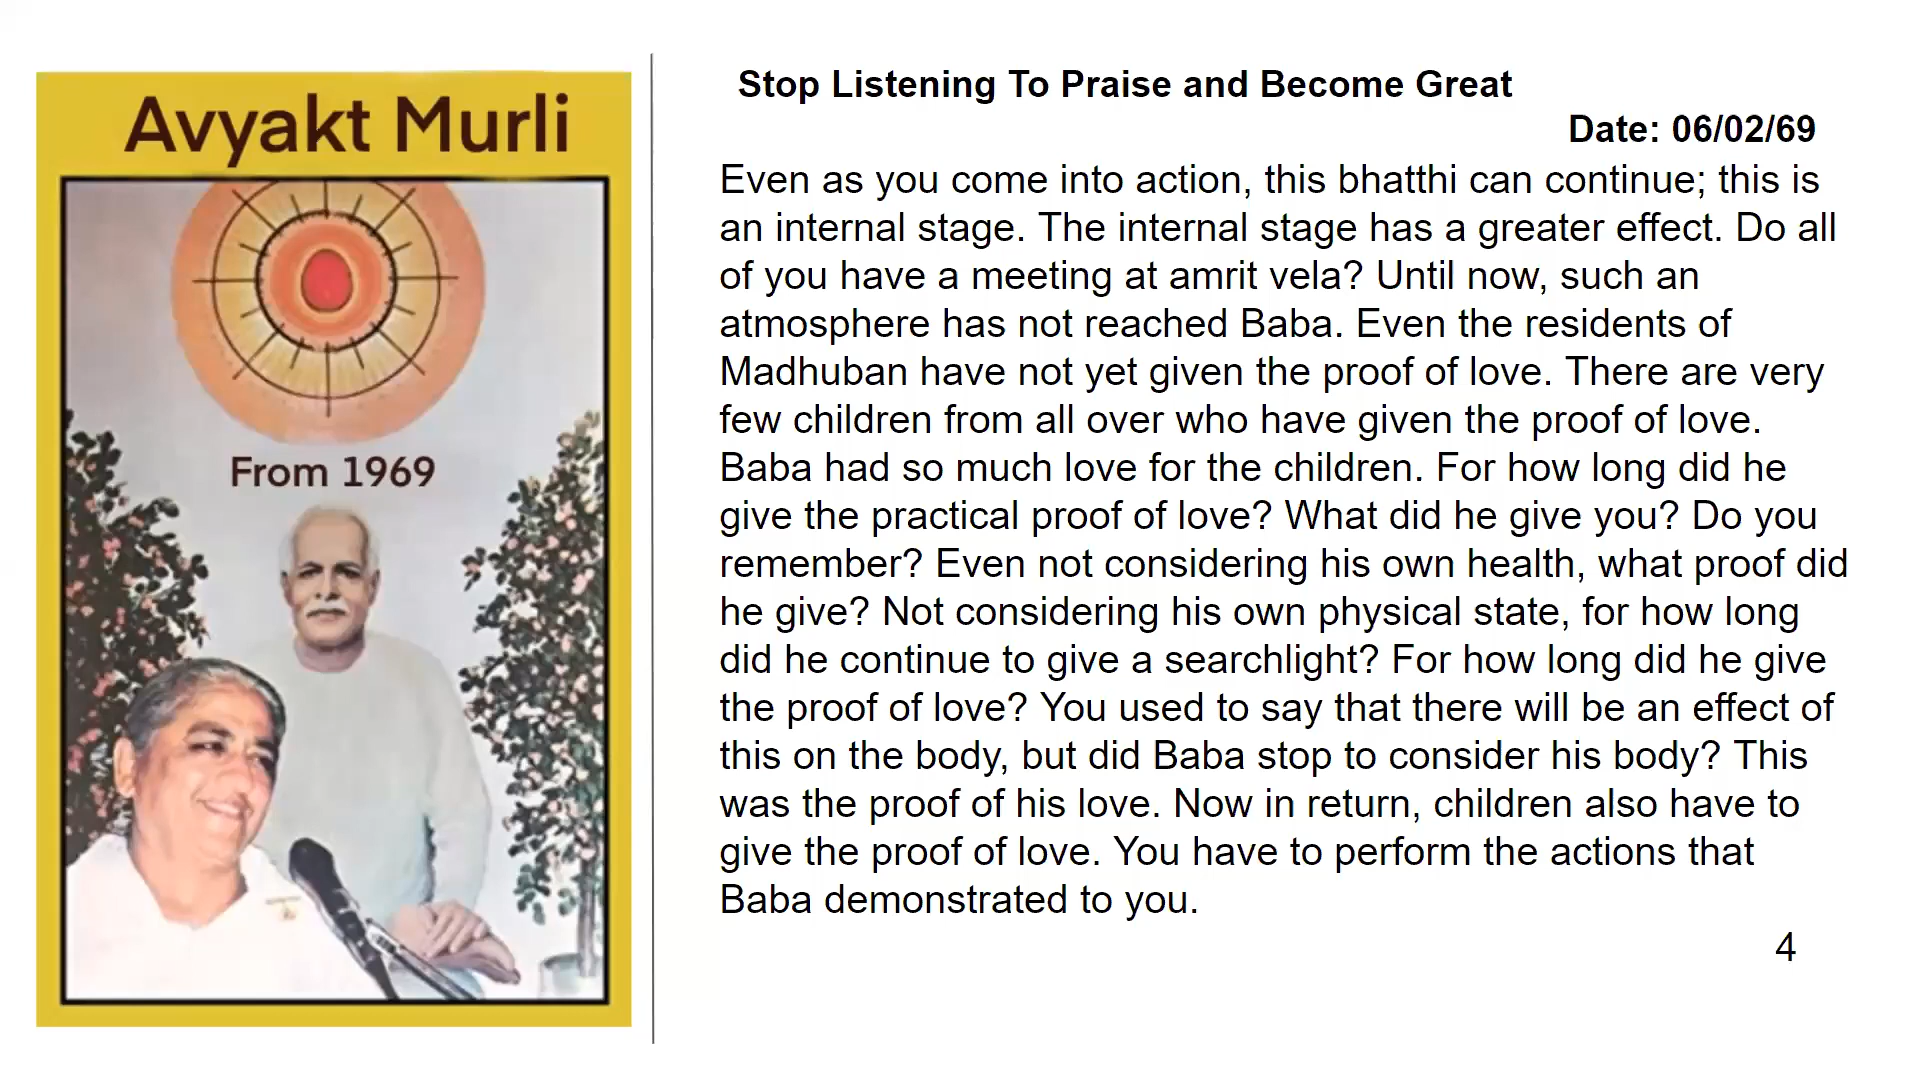 Avyakt Murli
From 1969
Stop Listening To Praise and Become Great
Date: 06/02/69
Even as you come into action, this bhatthi can continue; this is
an internal stage. The internal stage has a greater effect. Do all
of you have a meeting at amrit vela? Until now, such an
atmosphere has not reached Baba. Even the residents of
Madhuban have not yet given the proof of love. There are very
few children from all over who have given the proof of love.
Baba had so much love for the children. For how long did he
give the practical proof of love? What did he give you? Do you
remember? Even not considering his own health, what proof did
he give? Not considering his own physical state, for how long
did he continue to give a searchlight? For how long did he give
the proof of love? You used to say that there will be an effect of
this on the body, but did Baba stop to consider his body? This
was the proof of his love. Now in return, children also have to
give the proof of love. You have to perform the actions that
Baba demonstrated to you.
4